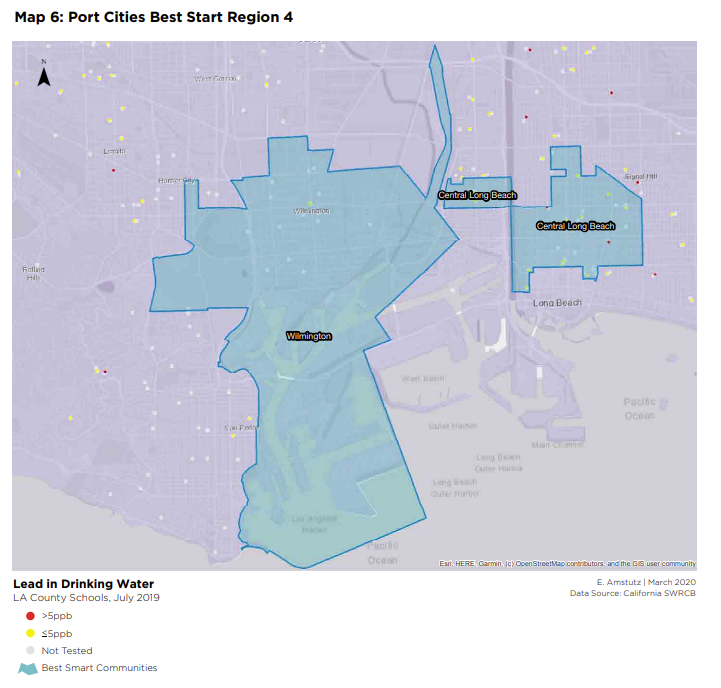 Map 6: Port Cities Best Start Region 4
N
West Carson
Lomita
Harbor City
Signal Hill
Central Long Beach
Wilmington
Central Long Beach
Rolling
Hills
Long Beach
Wilmington
West Basin
Pacific
Ocean
San Pedro
Outer Harbor
Main Channel
Long Beach
Outer Harbor
Long Beach
Outer Harbor
Los Angeles
Harbor
Pacific
Ocean
Esri, HERE, Garmin, (c) OpenStreetMap contributors, and the GIS user community
Lead in Drinking Water
LA County Schools, July 2019
E. Amstutz | March 2020
Data Source: California SWRCB
>5ppb
≤5ppb
Not Tested
Best Smart Communities